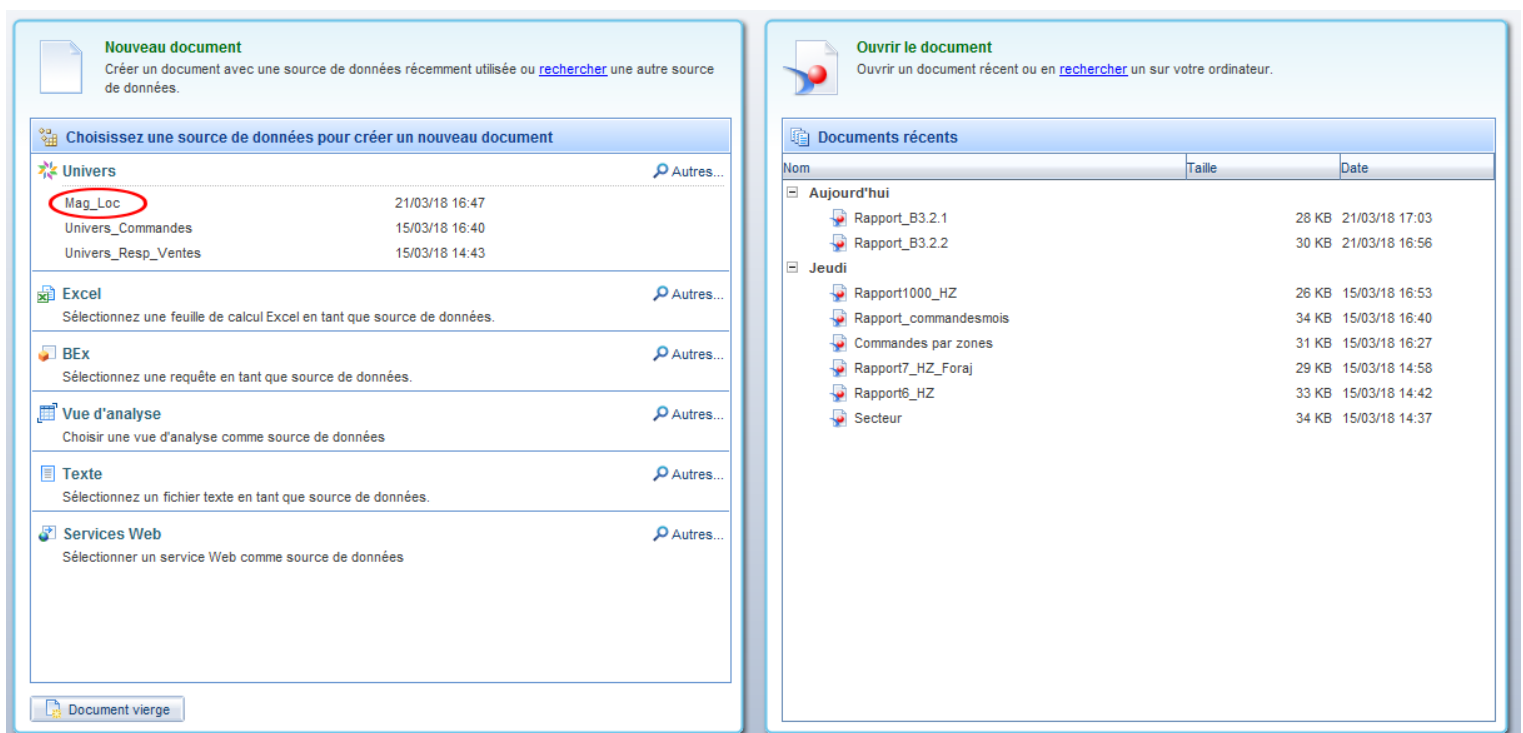 Nouveau document
Créer un document avec une source de données récemment utilisée ou rechercher une autre source
de données.
Choisissez une source de données pour créer un nouveau document
Univers Autres...
Mag_Loc 21/03/18 16:47
Univers_Commandes 15/03/18 16:40
Univers_Resp_Ventes 15/03/18 14:43
Excel Autres...
Sélectionnez une feuille de calcul Excel en tant que source de données.
BEx Autres...
Sélectionnez une requête en tant que source de données.
Vue d'analyse Autres...
Choisir une vue d'analyse comme source de données
Texte Autres...
Sélectionnez un fichier texte en tant que source de données.
Services Web Autres...
Sélectionner un service Web comme source de données
Document vierge
Ouvrir le document
Ouvrir un document récent ou en rechercher un sur votre ordinateur.
Documents récents
Nom Taille Date
Aujourd'hui
Rapport_B3.2.1 28 KB 21/03/18 17:03
Rapport_B3.2.2 30 KB 21/03/18 16:56
Jeudi
Rapport1000_HZ 26 KB 15/03/18 16:53
Rapport_commandesmois 34 KB 15/03/18 16:40
Commandes par zones 31 KB 15/03/18 16:27
Rapport7_HZ_Foraj 29 KB 15/03/18 14:58
Rapport6_HZ 33 KB 15/03/18 14:42
Secteur 34 KB 15/03/18 14:37